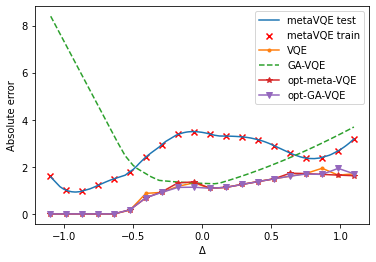 metaVQE test
metaVQE train
VQE
GA-VQE
opt-meta-VQE
opt-GA-VQE
Absolute error
8
6
4
2
0
−1.0 −0.5 0.0 0.5 1.0
Δ